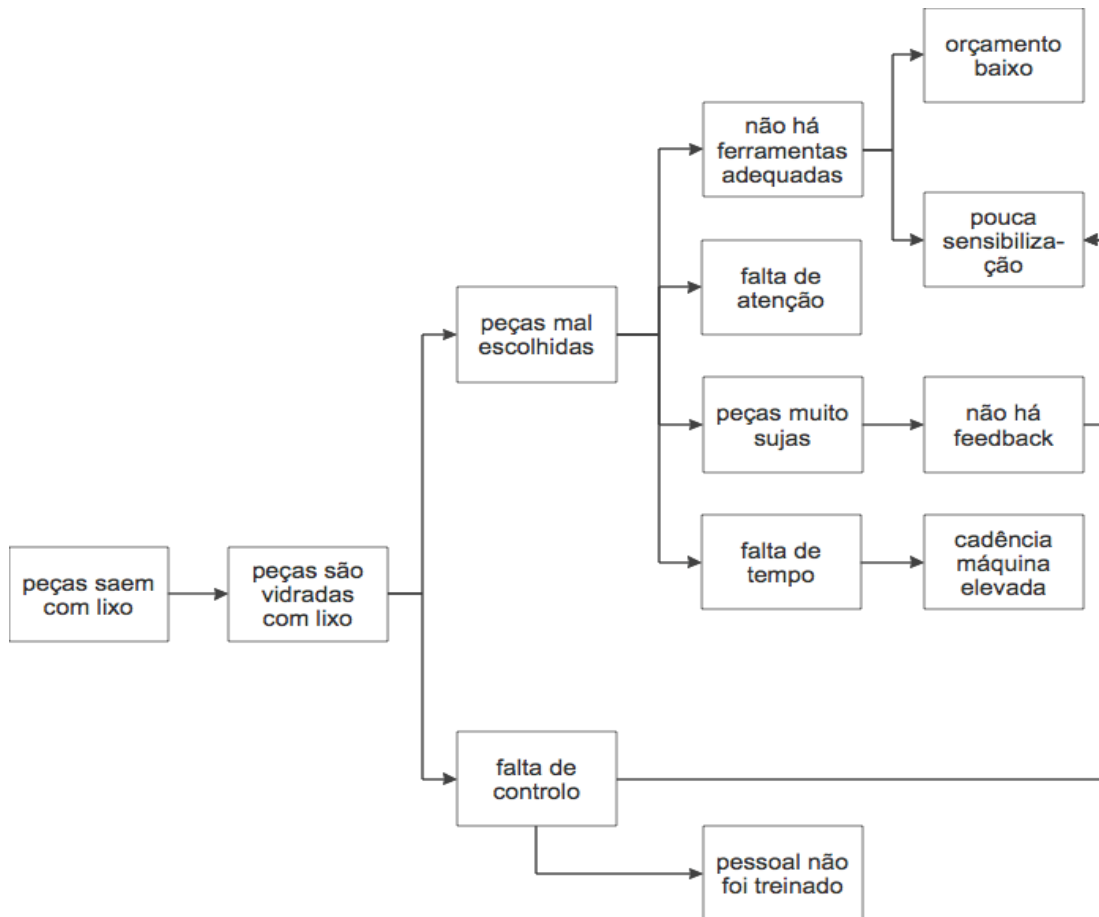 orçamento
baixo
não há
ferramentas
adequadas
pouca
sensibiliza-
ção
falta de
atenção
peças mal
escolhidas
peças muito
sujas
não há
feedback
falta de
tempo
cadência
máquina
elevada
peças saem
com lixo
peças são
vidradas
com lixo
falta de
controlo
pessoal não
foi treinado